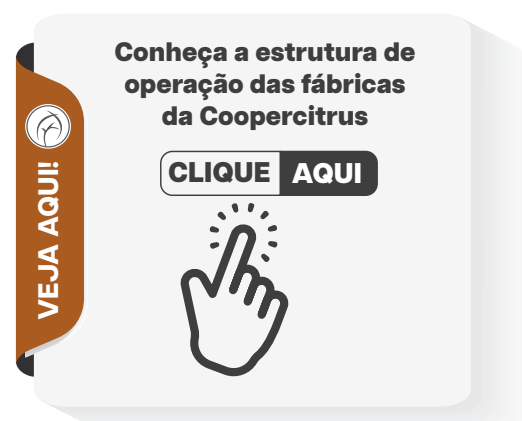 Conheça a estrutura de
operação das fábricas
da Coopercitrus
CLIQUE AQUI
VEJA AQUI!